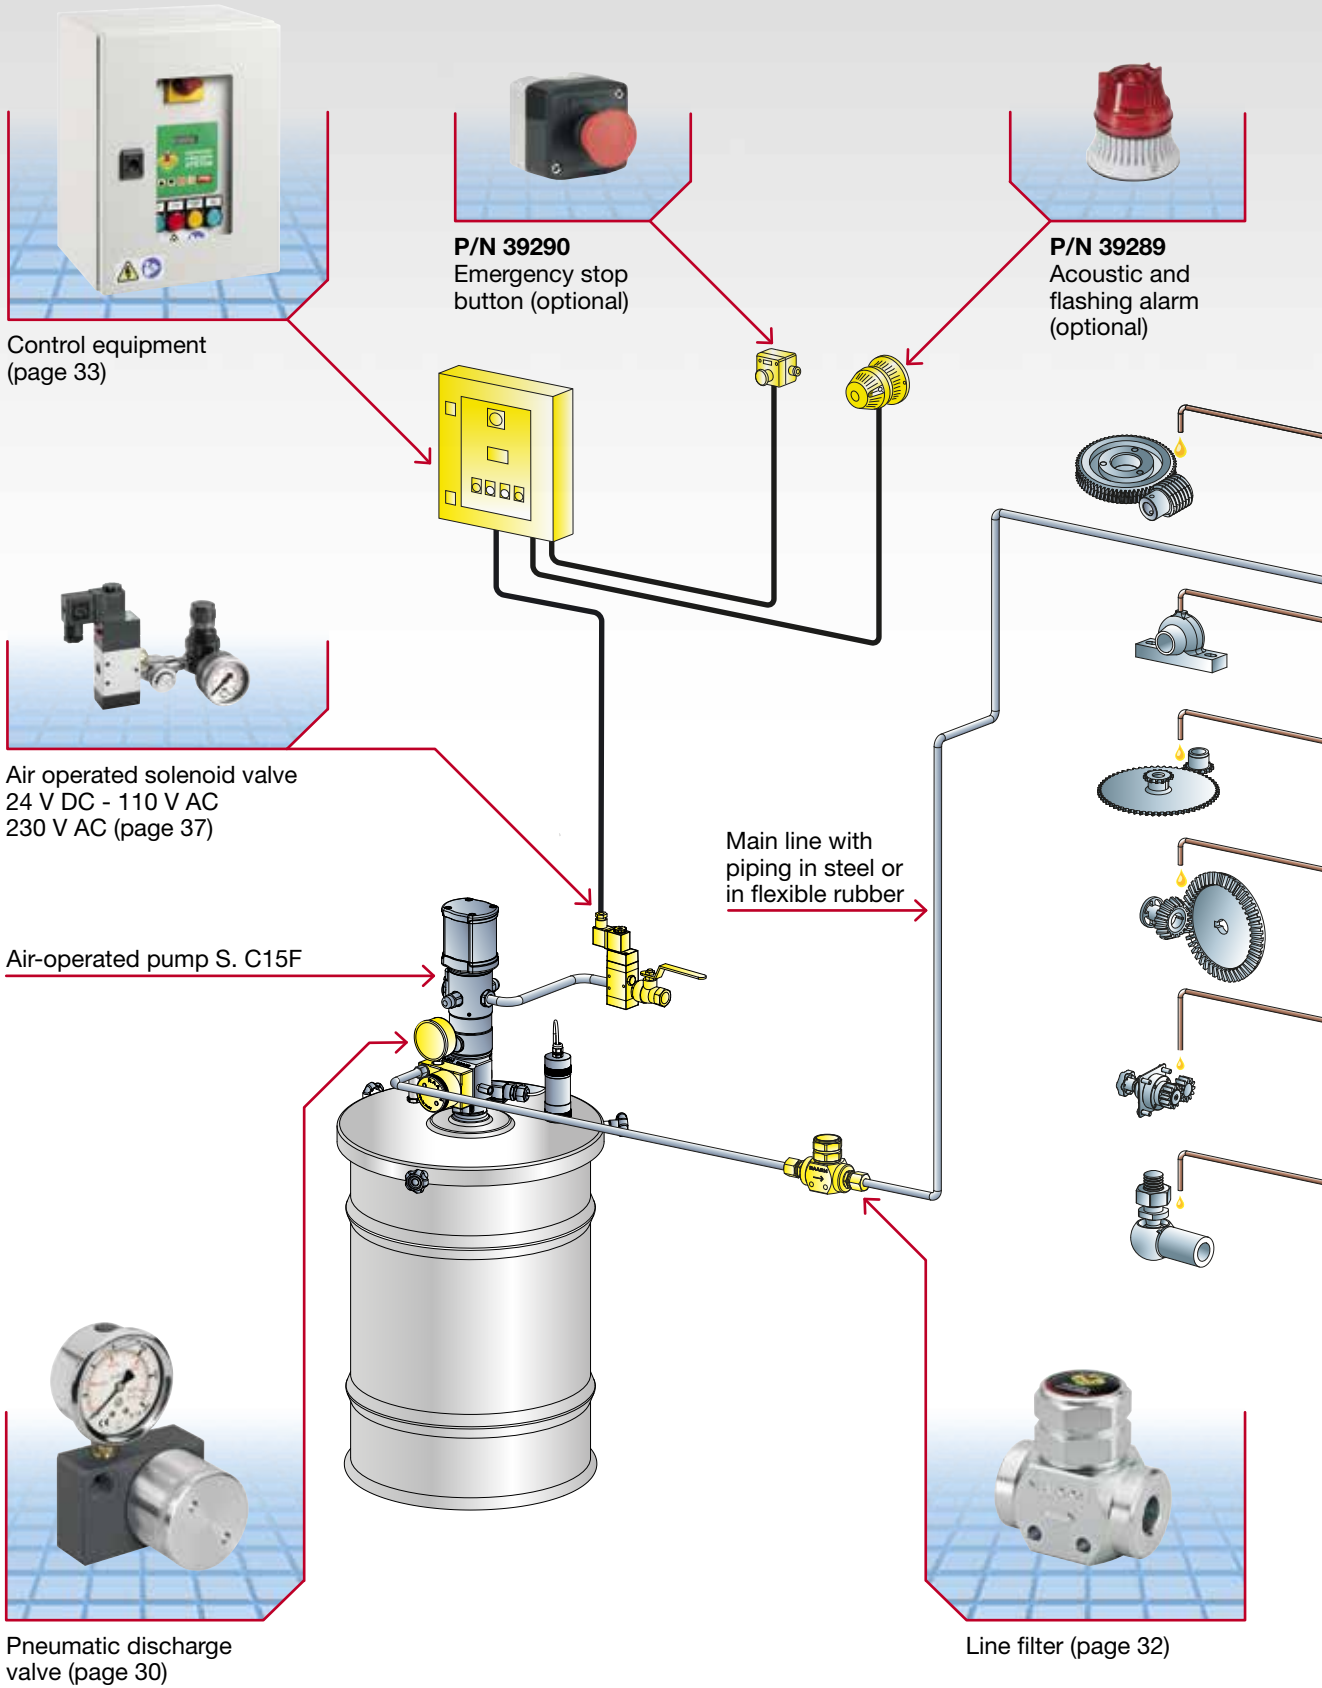 P/N 39290
Emergency stop
button (optional)
P/N 39289
Acoustic and
flashing alarm
(optional)
Control equipment
(page 33)
Air operated solenoid valve
24 V DC - 110 V AC
230 V AC (page 37)
Main line with
piping in steel or
in flexible rubber
Air-operated pump S. C15F
Pneumatic discharge
valve (page 30)
Line filter (page 32)